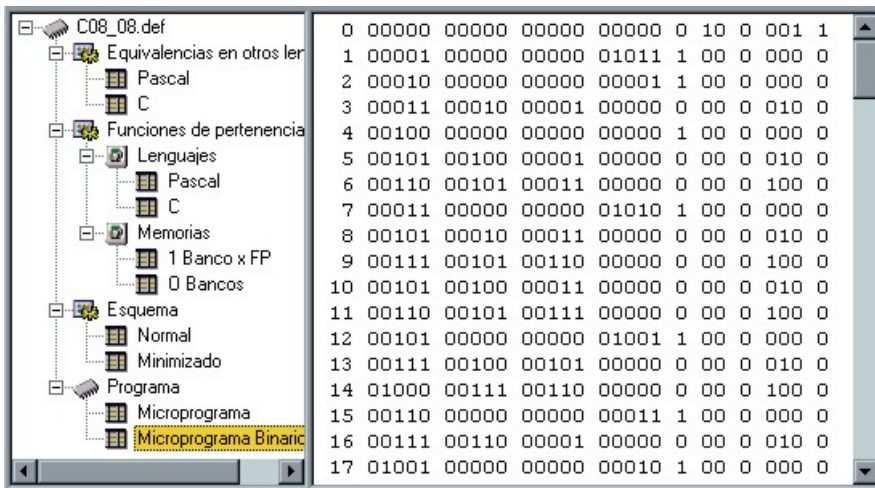 C08_08.def
Equivalencias en otros ler
Pascal
C
Funciones de pertenencia
Lenguajes
Pascal
C
Memorias
1 Banco x FP
0 Bancos
Esquema
Normal
Minimizado
Programa
Microprograma
Microprograma Binario
0 00000 00000 00000 00000 0 10 0 001 1
1 00001 00000 00000 01011 1 00 0 000 0
2 00010 00000 00000 00001 1 00 0 000 0
3 00011 00010 00001 00000 0 00 0 010 0
4 00100 00000 00000 00000 1 00 0 000 0
5 00101 00100 00001 00000 0 00 0 010 0
6 00110 00101 00011 00000 0 00 0 100 0
7 00011 00000 00000 01010 1 00 0 000 0
8 00101 00010 00011 00000 0 00 0 010 0
9 00111 00101 00110 00000 0 00 0 100 0
10 00101 00100 00011 00000 0 00 0 010 0
11 00110 00101 00111 00000 0 00 0 100 0
12 00101 00000 00000 01001 1 00 0 000 0
13 00111 00100 00101 00000 0 00 0 010 0
14 01000 00111 00110 00000 0 00 0 100 0
15 00110 00000 00000 00011 1 00 0 000 0
16 00111 00110 00001 00000 0 00 0 010 0
17 01001 00000 00000 00010 1 00 0 000 0